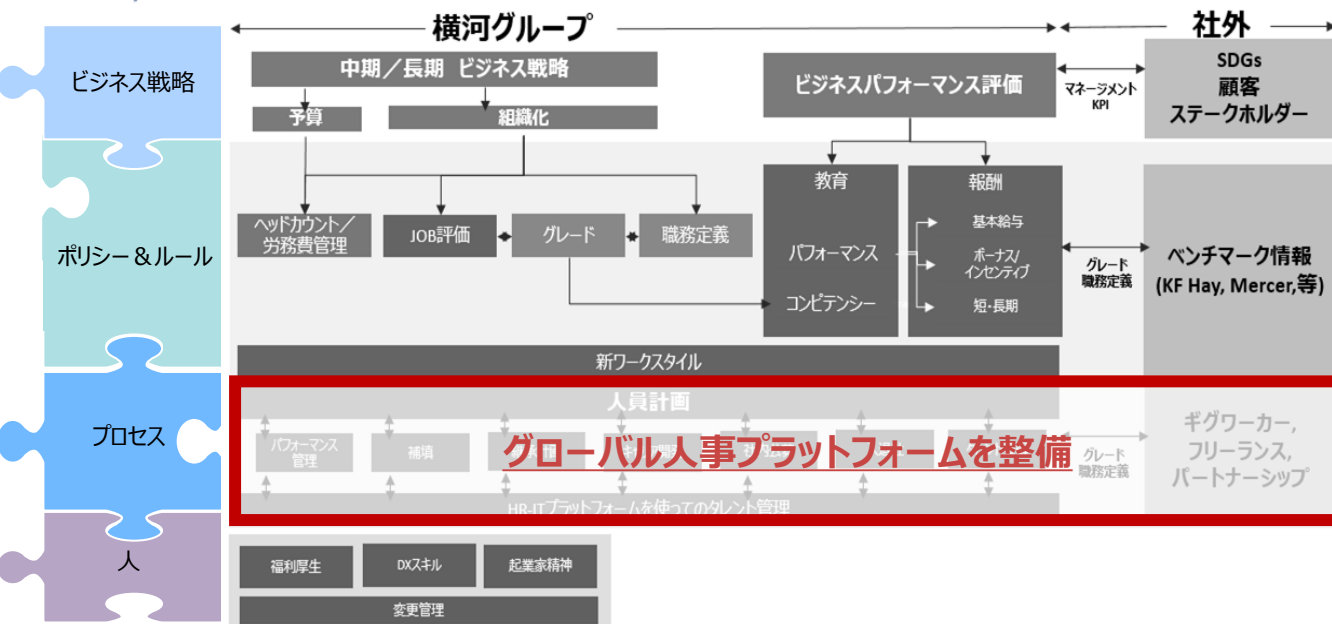 横河グループ
社外
ビジネス戦略
中期／長期 ビジネス戦略
予算
組織化
ビジネスパフォーマンス評価
マネージメント
KPI
SDGs
顧客
ステークホルダー
ポリシー＆ルール
ヘッドカウント／
労務費管理
JOB評価
グレード
職務定義
教育
パフォーマンス
コンピテンシー
報酬
基本給与
ボーナス/
インセンティブ
短・長期
グレード
職務定義
ベンチマーク情報
(KF Hay, Mercer,等)
新ワークスタイル
プロセス
人員計画
パフォーマンス
管理
補填
グローバル人事プラットフォームを整備
グレード
職務定義
ギグワーカー,
フリーランス,
パートナーシップ
HR-ITプラットフォームを使ってのタレント管理
人
福利厚生
DXスキル
起業家精神
変更管理